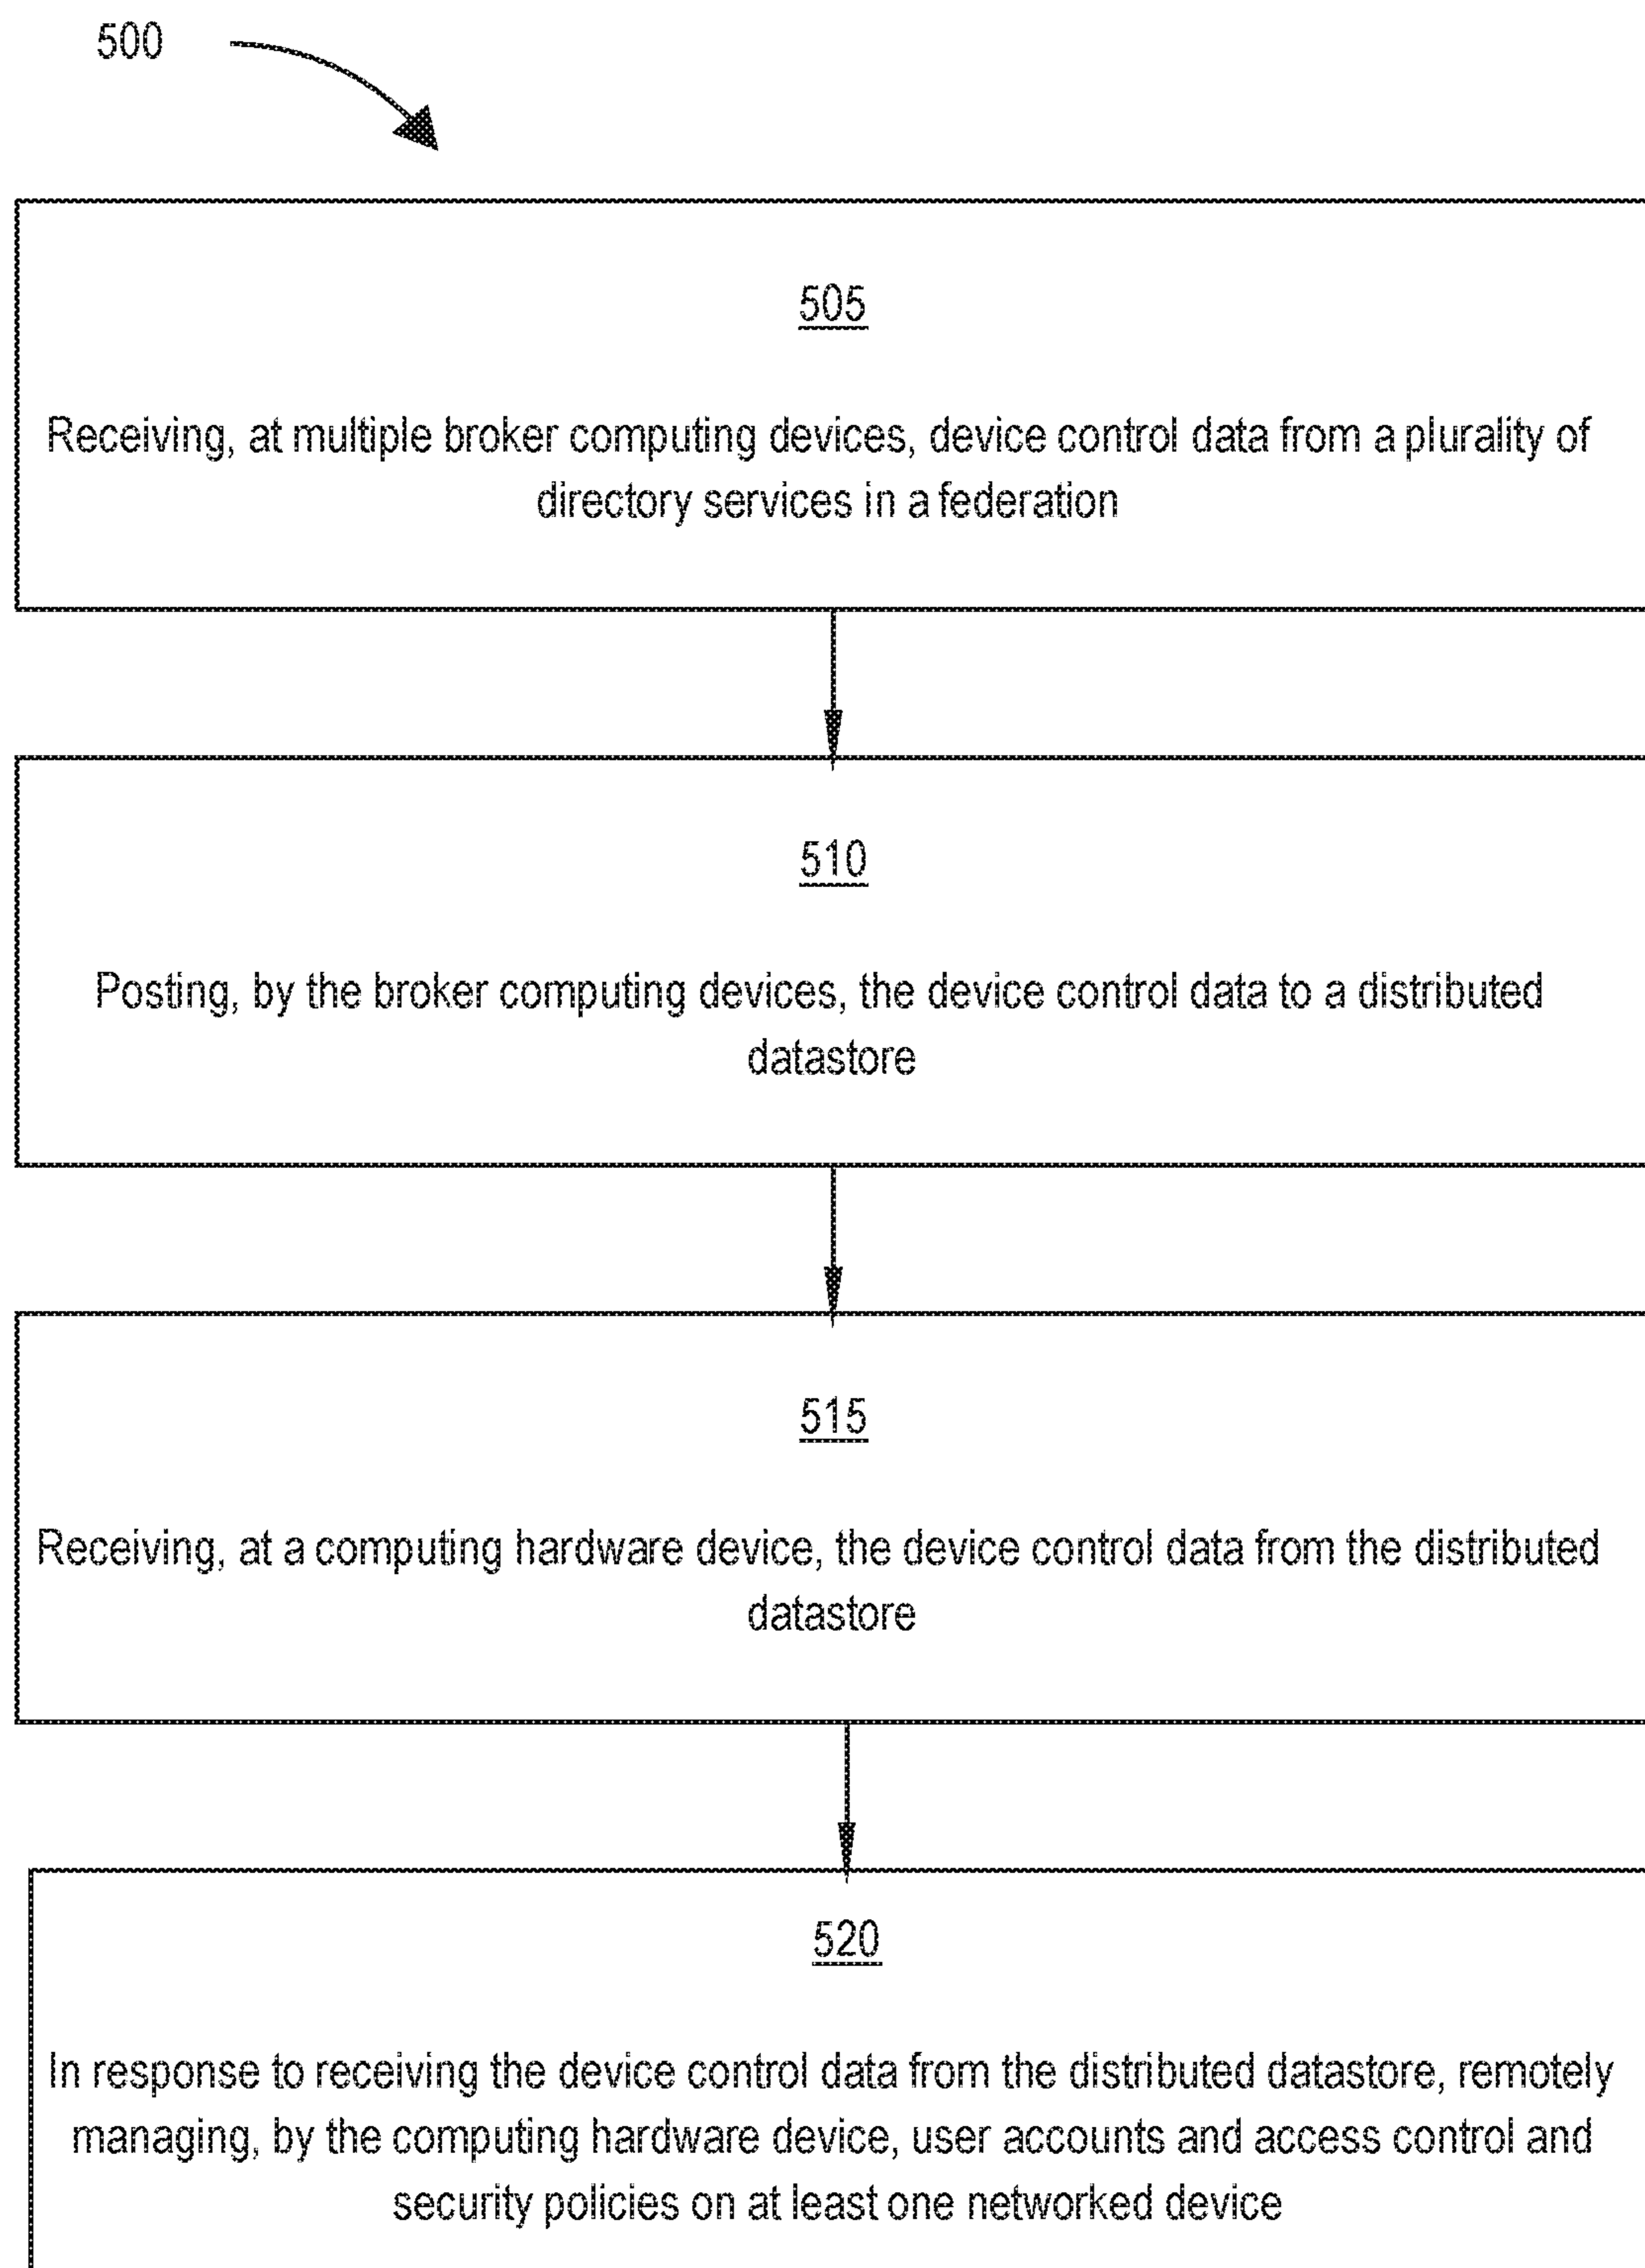 500
505
Receiving, at multiple broker computing devices, device control data from a plurality of
directory services in a federation
510
Posting, by the broker computing devices, the device control data to a distributed
datastore
515
Receiving, at a computing hardware device, the device control data from the distributed
datastore
520
In response to receiving the device control data from the distributed datastore, remotely
managing, by the computing hardware device, user accounts and access control and
security policies on at least one networked device